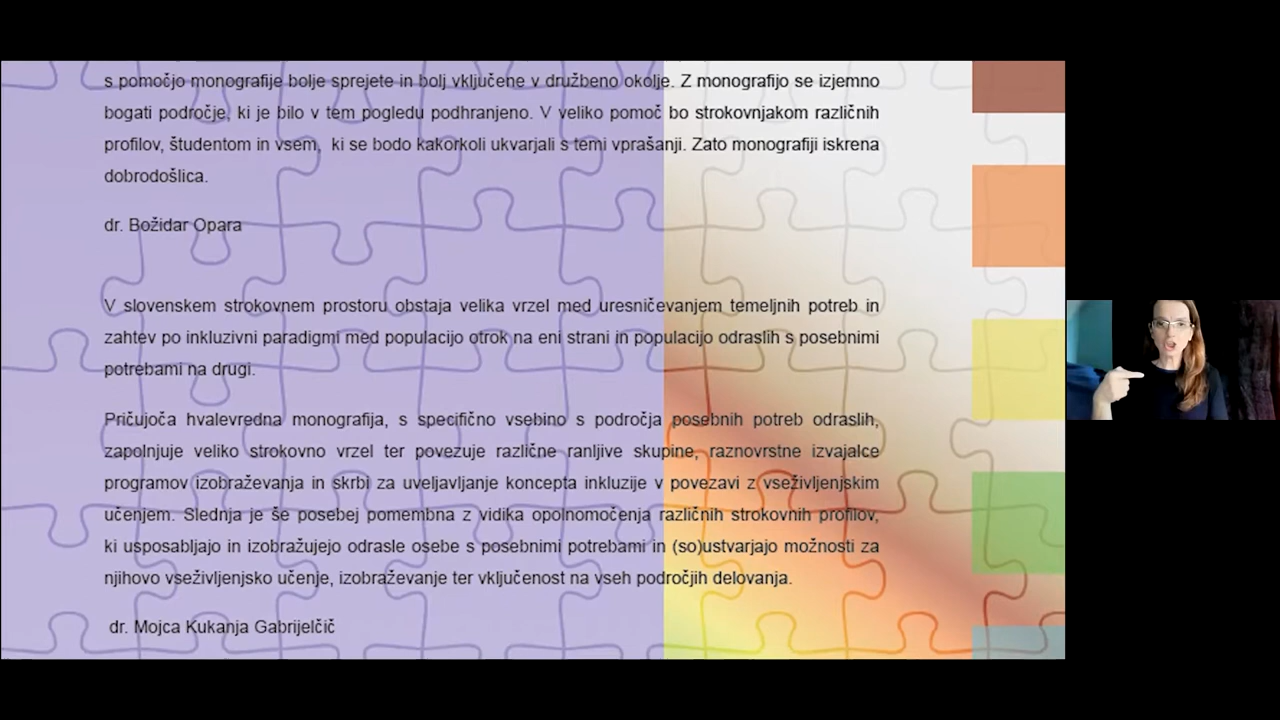 s pomočjo monografije bolje sprejete in bolj vključene v družbeno okolje. Z monografijo se izjemno
bogati področje, ki je bilo v tem pogledu podhranjeno. V veliko pomoč bo strokovnjakom različnih
profilov, študentom in vsem, ki se bodo kakorkoli ukvarjali s temi vprašanji. Zato monografiji iskrena
dobrodošlica.
dr. Božidar Opara
V slovenskem strokovnem prostoru obstaja velika vrzel med uresničevanjem temeljnih potreb in
zahtev po inkluzivni paradigmi med populacijo otrok na eni strani in populacijo odraslih s posebnimi
potrebami na drugi.
Pričujoča hvalevredna monografija, s specifično vsebino s področja posebnih potreb odraslih,
zapolnjuje veliko strokovno vrzel ter povezuje različne ranljive skupine, raznovrstne izvajalce
programov izobraževanja in skrbi za uveljavljanje koncepta inkluzije v povezavi z vseživljenjskim
učenjem. Slednja je še posebej pomembna z vidika opolnomočenja različnih strokovnih profilov,
ki usposabljajo in izobražujejo odrasle osebe s posebnimi potrebami in (so)ustvarjajo možnosti za
njihovo vseživljenjsko učenje, izobraževanje ter vključenost na vseh področjih delovanja.
dr. Mojca Kukanja Gabrijelčič